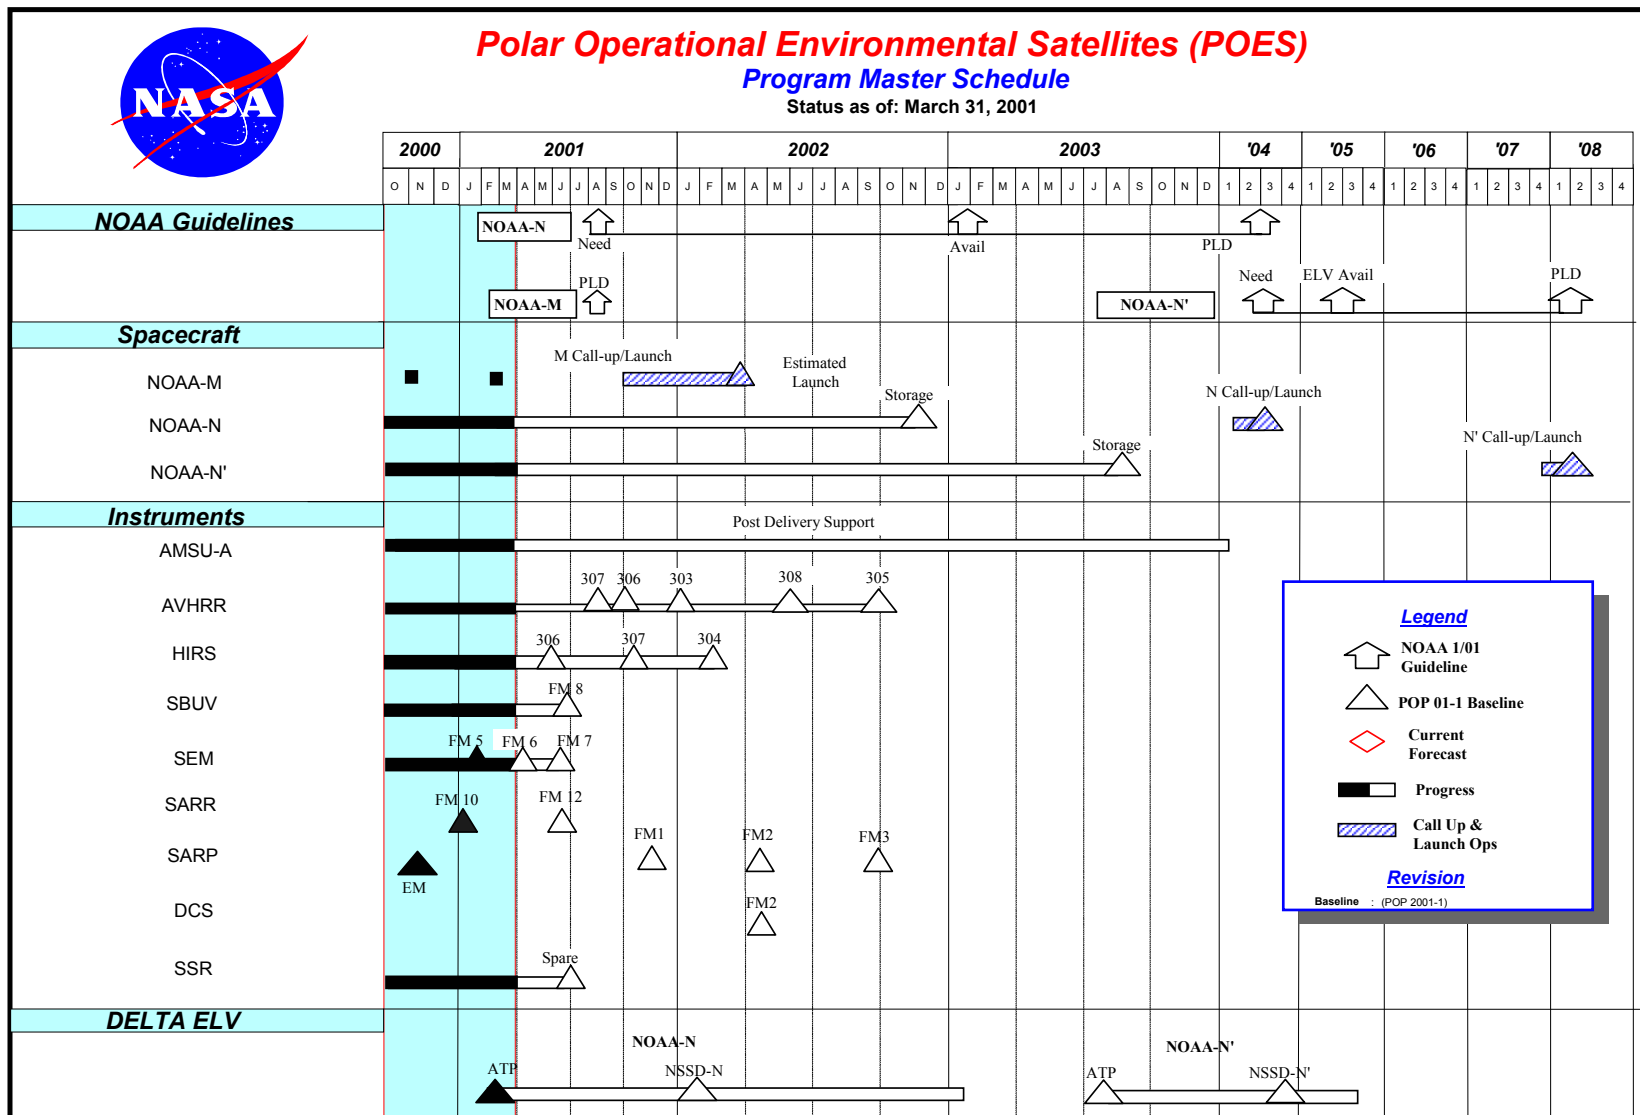 NASA
Polar Operational Environmental Satellites (POES)
Program Master Schedule
Status as of: March 31, 2001
2000 2001 2002 2003 '04 '05 '06 '07 '08
O N D J F M A M J J A S O N D J F M A M J J A S O N D J F M A M J J A S O N D 1 2 3 4 1 2 3 4 1 2 3 4 1 2 3 4 1 2 3 4
NOAA Guidelines
NOAA-N
Need
Avail
PLD
Need
ELV Avail
PLD
PLD
NOAA-M
NOAA-N'
Spacecraft
M Call-up/Launch
Estimated
Launch
NOAA-M
Storage
N Call-up/Launch
NOAA-N
Storage
N' Call-up/Launch
NOAA-N'
Instruments
Post Delivery Support
AMSU-A
307 306 303 308 305
AVHRR
306 307 304
HIRS
FM 8
SBUV
FM 5 FM 6 FM 7
SEM
FM 10 FM 12
SARR
FM1 FM2 FM3
SARP
EM
FM2
DCS
Spare
SSR
Legend
NOAA 1/01
Guideline
POP 01-1 Baseline
Current
Forecast
Progress
Call Up &
Launch Ops
Revision
Baseline : (POP 2001-1)
DELTA ELV
NOAA-N
NOAA-N'
ATP NSSD-N ATP NSSD-N'